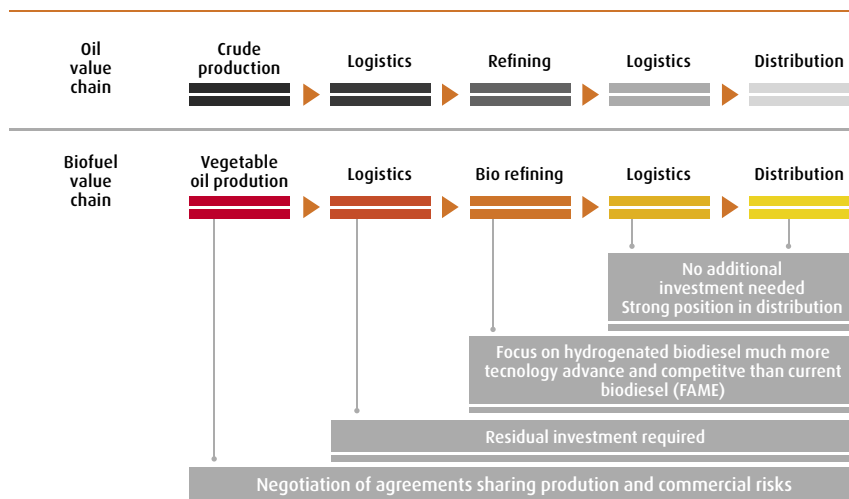 Oil
value
chain
Crude
production
Logistics
Refining
Logistics
Distribution
Biofuel
value
chain
Vegetable
oil prodution
Logistics
Bio refining
Logistics
Distribution
No additional
investment needed
Strong position in distribution
Focus on hydrogenated biodiesel much more
tecnology advance and competitve than current
biodiesel (FAME)
Residual investment required
Negotiation of agreements sharing prodution and commercial risks